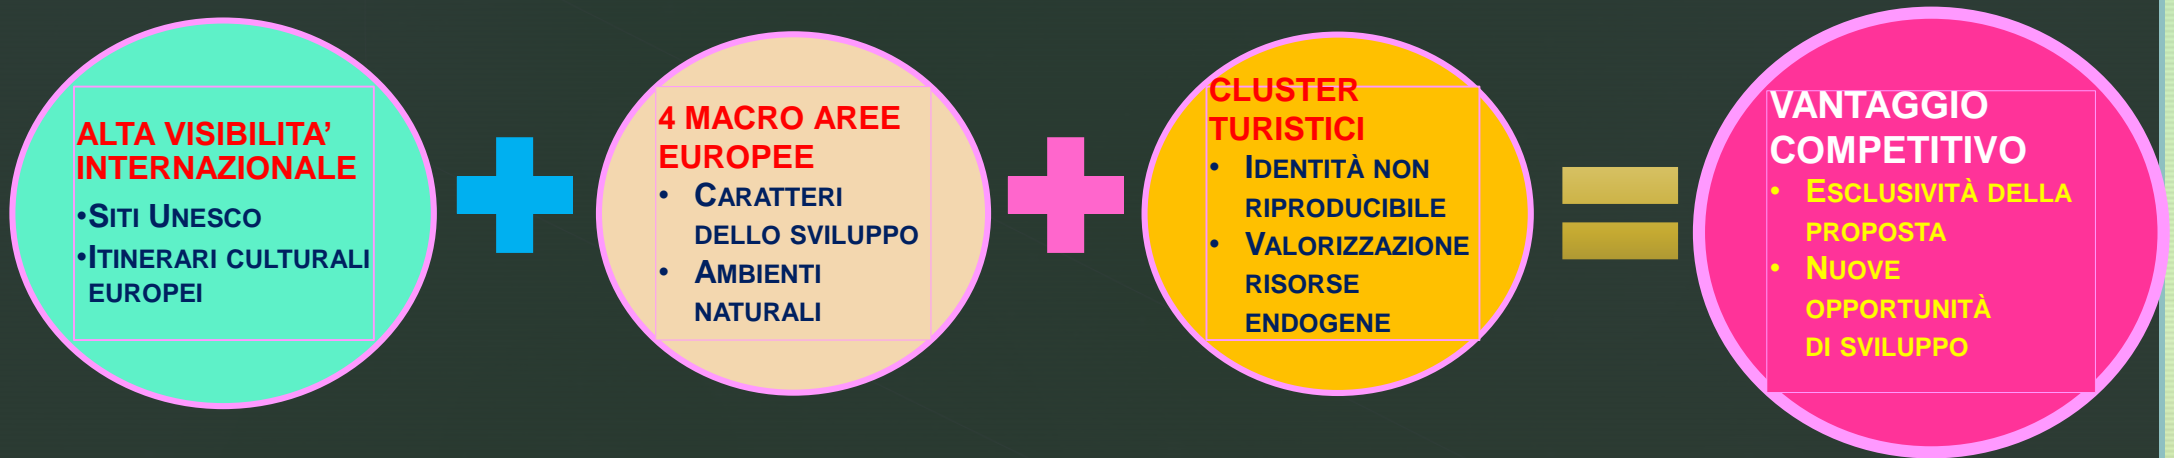 ALTA VISIBILITA’
INTERNAZIONALE
•SITI UNESCO
•ITINERARI CULTURALI
EUROPEI
4 MACRO AREE
EUROPEE
• CARATTERI
DELLO SVILUPPO
• AMBIENTI
NATURALI
CLUSTER
TURISTICI
• IDENTITÀ NON
RIPRODUCIBILE
• VALORIZZAZIONE
RISORSE
ENDOGENE
VANTAGGIO
COMPETITIVO
• ESCLUSIVITÀ DELLA
PROPOSTA
• NUOVE
OPPORTUNITÀ
DI SVILUPPO